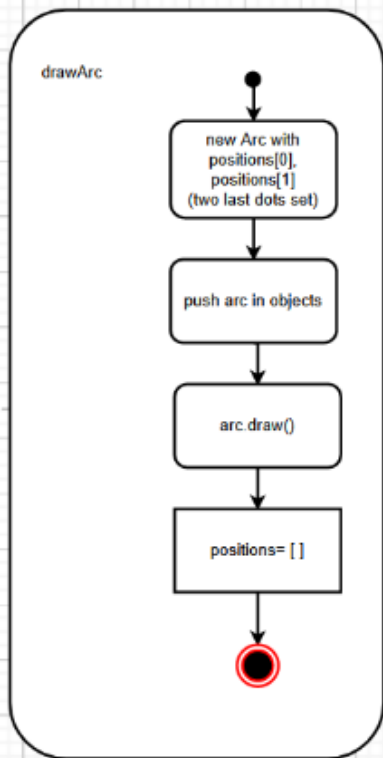 drawArc
new Arc with
positions[0],
positions[1]
(two last dots set)
push arc in objects
arc.draw()
positions= [ ]